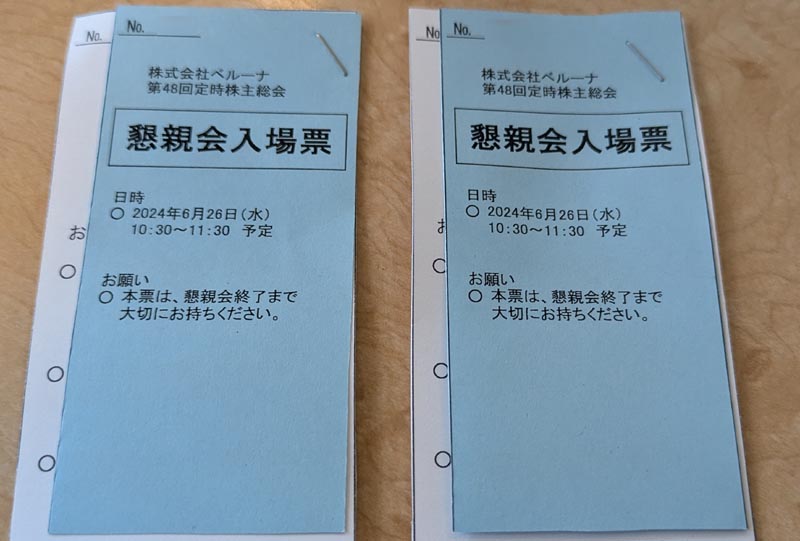 No.
No.
株式会社ベルーナ
第48回定時株主総会
懇親会入場票
日時
○ 2024年6月26日(水)
10:30～11:30 予定
お願い
○ 本票は、懇親会終了まで
大切にお持ちください。
お
○
○
○
No.
No.
株式会社ベルーナ
第48回定時株主総会
懇親会入場票
日時
○ 2024年6月26日(水)
10:30～11:30 予定
お願い
○ 本票は、懇親会終了まで
大切にお持ちください。
○
○
○